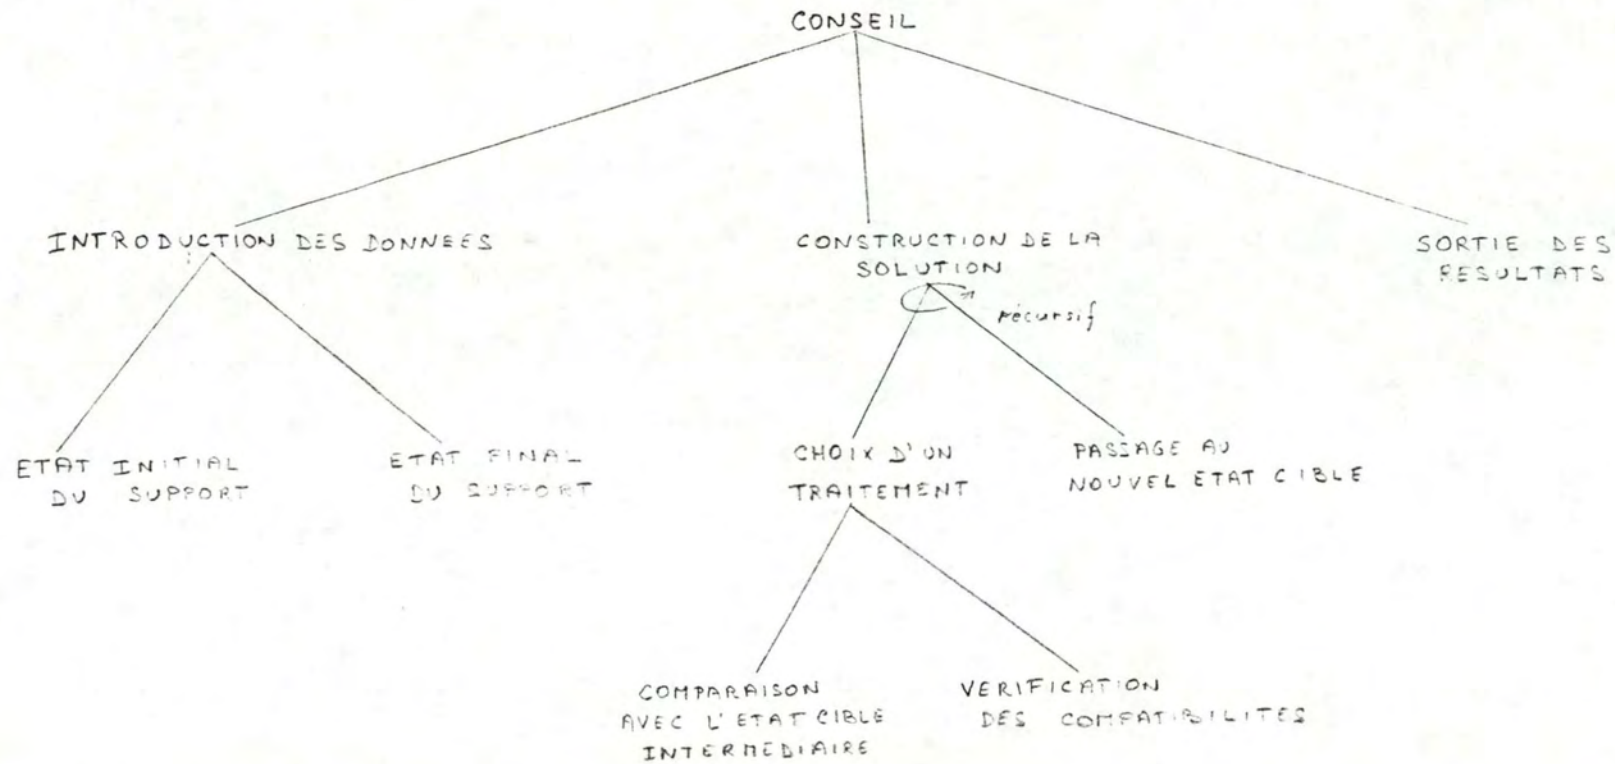 CONSEIL
INTRODUCTION DES DONNEES
CONSTRUCTION DE LA
SOLUTION
SORTIE DES
RESULTATS
récursif
ETAT INITIAL
DU SUPPORT
ETAT FINAL
DU SUPPORT
CHOIX D'UN
TRAITEMENT
PASSAGE AU
NOUVEL ETAT CIBLE
COMPARAISON
AVEC L'ETAT CIBLE
INTERMEDIAIRE
VERIFICATION
DES COMPATIBILITES